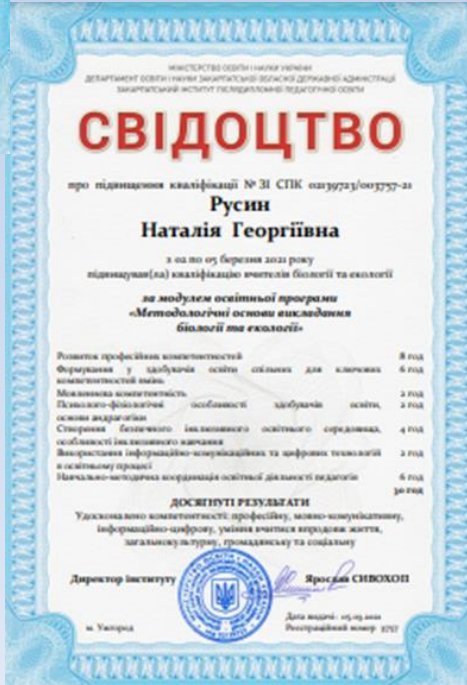 МІНІСТЕРСТВО ОСВІТИ І НАУКИ УКРАЇНИ
ДЕПАРТАМЕНТ ОСВІТИ І НАУКИ ЗАКАРПАТСЬКОЇ ОБЛАСНОЇ ДЕРЖАВНОЇ АДМІНІСТРАЦІЇ
ЗАКАРПАТСЬКИЙ ІНСТИТУТ ПІСЛЯДИПЛОМНОЇ ПЕДАГОГІЧНОЇ ОСВІТИ
СВІДОЦТВО
про підвищення кваліфікації № ЗІ СПК 02139723/003757-21
Русин
Наталія Георгіївна
з 02 по 05 березня 2021 року
підвищував(ла) кваліфікацію вчителів біології та екології
за модулем освітньої програми
«Методологічні основи викладання
біології та екології»
Розвиток професійних компетентностей 8 год
Формування у здобувачів освіти спільних для ключових 6 год
компетентностей вмінь
Мовленнєва компетентність 2 год
Психолого-фізіологічні особливості здобувачів освіти, 2 год
основи андрагогіки
Створення безпечного інклюзивного освітнього середовища, 4 год
особливості інклюзивного навчання
Використання інформаційно-комунікаційних та цифрових технологій 2 год
в освітньому процесі
Навчально-методична координація освітньої діяльності педагогів 6 год
30 год
ДОСЯГНУТІ РЕЗУЛЬТАТИ
Удосконалено компетентності: професійну, мовно-комунікативну,
інформаційно-цифрову, уміння вчитися впродовж життя,
загальнокультурну, громадянську та соціальну
Директор інституту Ярослав СИВОХОП
Дата видачі: 05.03.2021
м. Ужгород Реєстраційний номер 3757